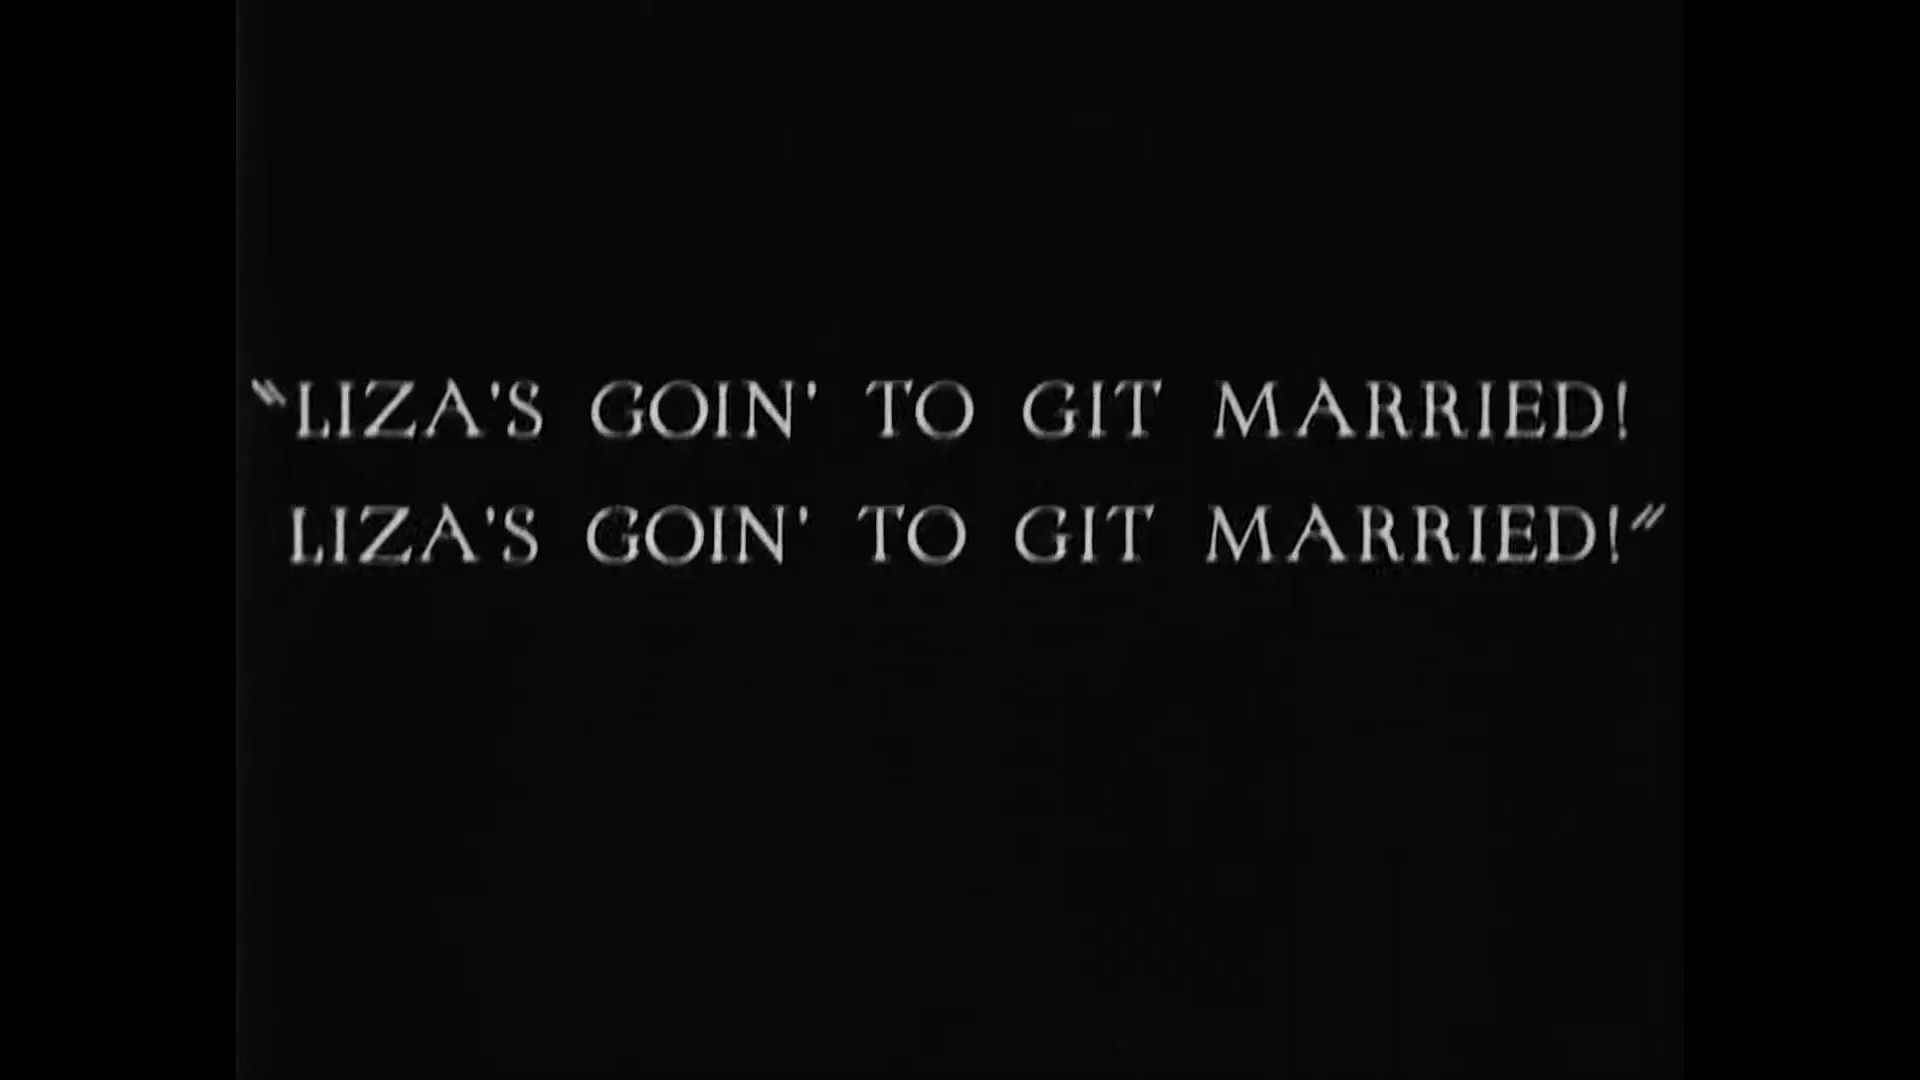 "LIZA'S GOIN' TO GIT MARRIED!
LIZA'S GOIN' TO GIT MARRIED!"